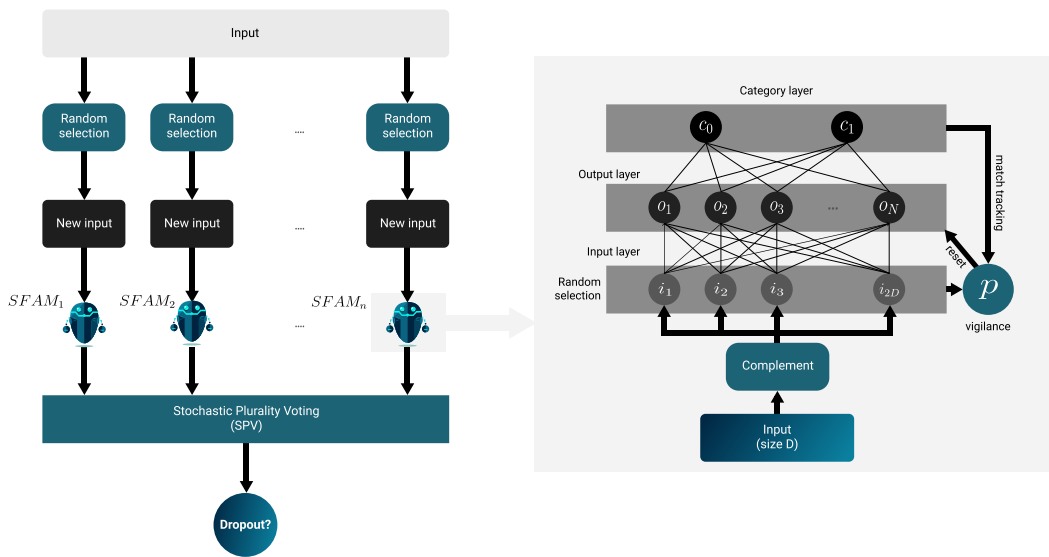 Input
Random
selection
Random
selection
....
Random
selection
New input
New input
....
New input
SFAM1
SFAM2
....
SFAMn
Stochastic Plurality Voting
(SPV)
Dropout?
Category layer
c0
c1
Output layer
o1
o2
o3
...
oN
match tracking
Input layer
reset
Random
selection
i1
i2
i3
i2D
p
vigilance
Complement
Input
(size D)